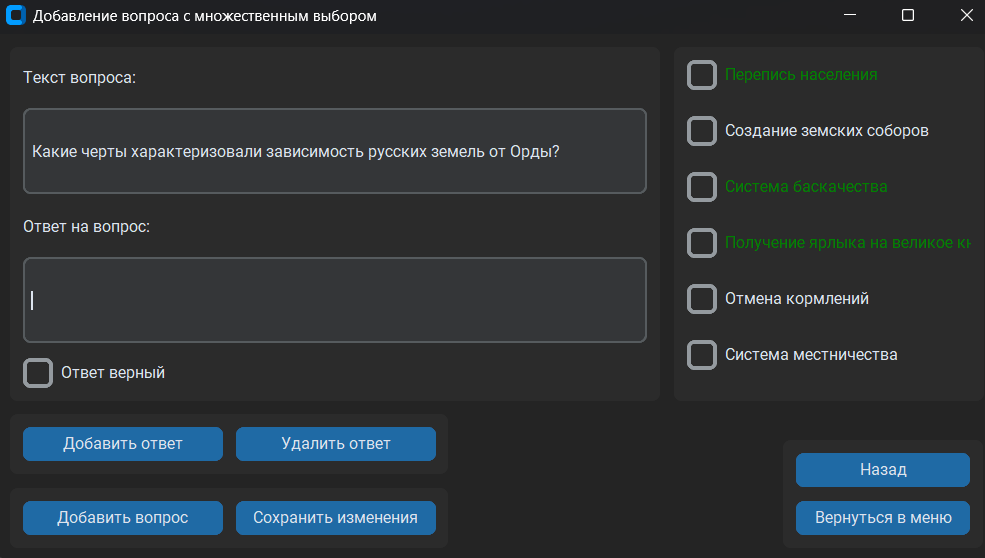 Добавление вопроса с множественным выбором
Текст вопроса:
Какие черты характеризовали зависимость русских земель от Орды?
Ответ на вопрос:
Ответ верный
Перепись населения
Создание земских соборов
Система баскачества
Получение ярлыка на великое кн
Отмена кормлений
Система местничества
Добавить ответ
Удалить ответ
Добавить вопрос
Сохранить изменения
Назад
Вернуться в меню